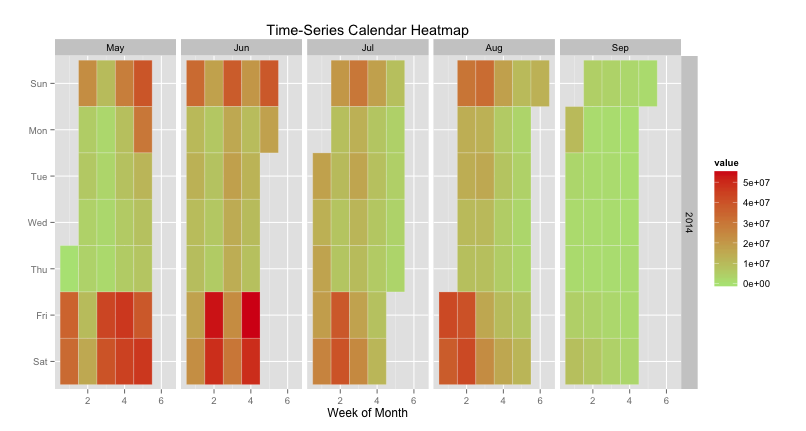 Time-Series Calendar Heatmap
May Jun Jul Aug Sep
Sun
Mon
Tue
Wed
Thu
Fri
Sat
2014
value
5e+07
4e+07
3e+07
2e+07
1e+07
0e+00
2 4 6 2 4 6 2 4 6 2 4 6 2 4 6
Week of Month